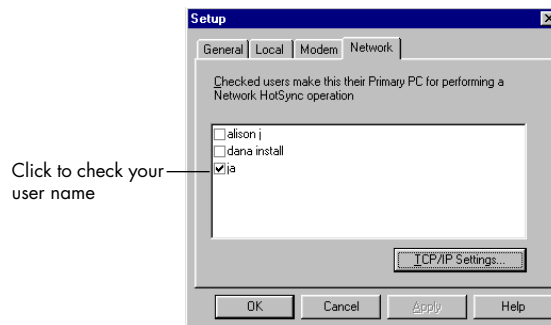 Setup
General Local Modem Network
Checked users make this their Primary PC for performing a
Network HotSync operation
alison j
dana install
ja
Click to check your
user name
TCP/IP Settings...
OK Cancel Apply Help